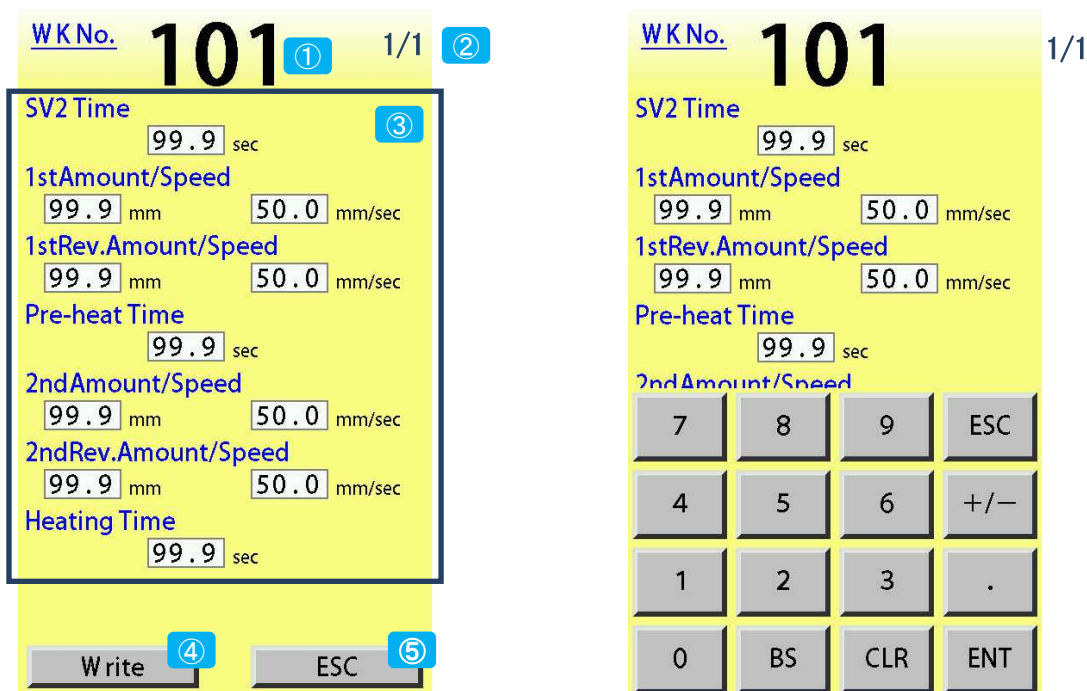 WK No. 101 ① 1/1 ②
SV2 Time ③
99.9 sec
1stAmount/Speed
99.9 mm 50.0 mm/sec
1stRev.Amount/Speed
99.9 mm 50.0 mm/sec
Pre-heat Time
99.9 sec
2ndAmount/Speed
99.9 mm 50.0 mm/sec
2ndRev.Amount/Speed
99.9 mm 50.0 mm/sec
Heating Time
99.9 sec
Write ④ ESC ⑤
WK No. 101 1/1
SV2 Time
99.9 sec
1stAmount/Speed
99.9 mm 50.0 mm/sec
1stRev.Amount/Speed
99.9 mm 50.0 mm/sec
Pre-heat Time
99.9 sec
2ndAmount/Speed
7 8 9 ESC
4 5 6 +/−
1 2 3 .
0 BS CLR ENT